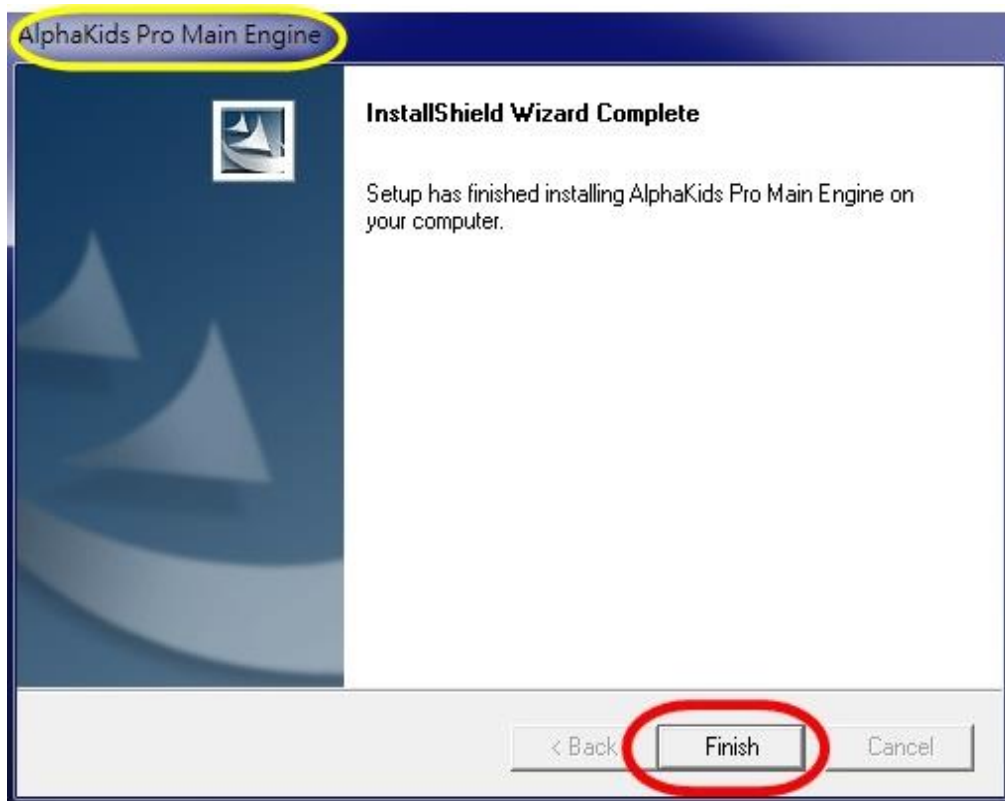 AlphaKids Pro Main Engine
InstallShield Wizard Complete
Setup has finished installing AlphaKids Pro Main Engine on
your computer.
< Back
Finish
Cancel